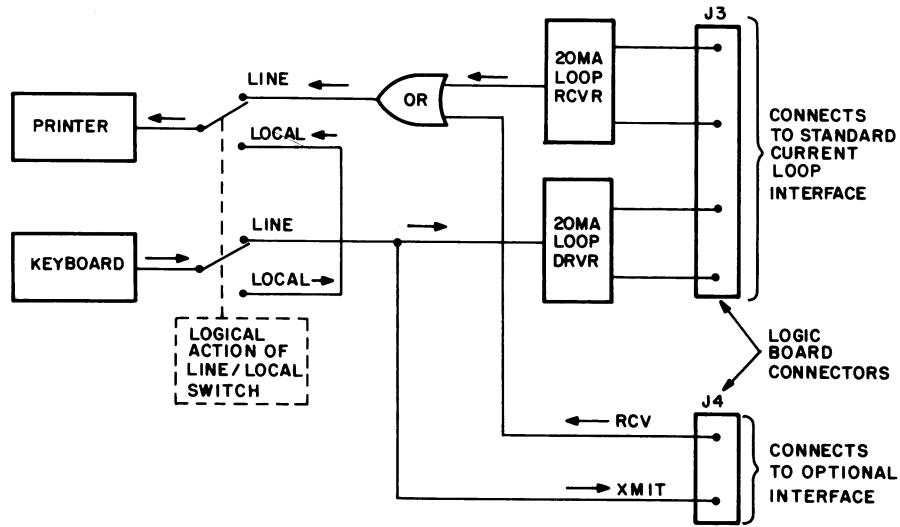 J3
LINE
20MA
LOOP
RCVR
OR
PRINTER
LOCAL
CONNECTS
TO STANDARD
CURRENT
LOOP
INTERFACE
LINE
20MA
LOOP
DRVR
KEYBOARD
LOCAL
LOGICAL
ACTION OF
LINE/LOCAL
SWITCH
LOGIC
BOARD
CONNECTORS
J4
RCV
XMIT
CONNECTS
TO OPTIONAL
INTERFACE